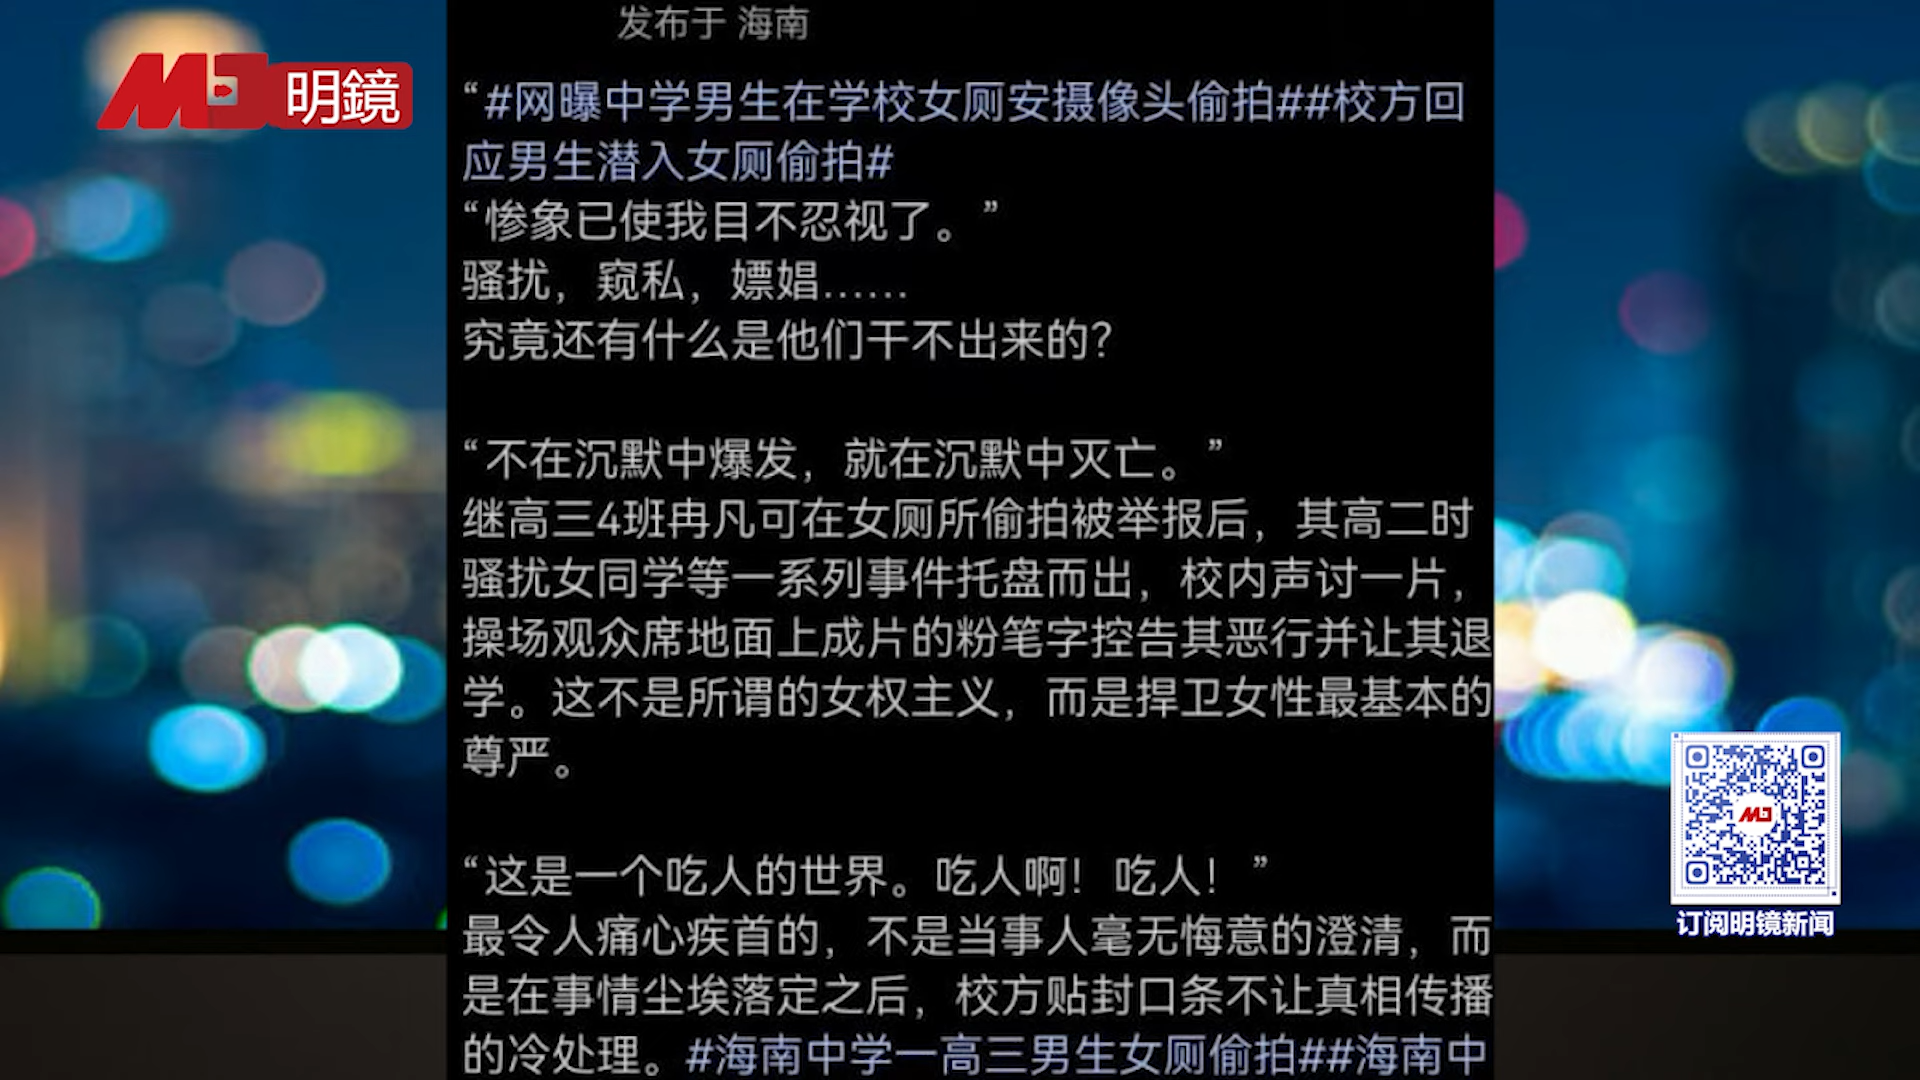 发布于 海南
明鏡
“#网曝中学男生在学校女厕安摄像头偷拍##校方回
应男生潜入女厕偷拍#
“惨象已使我目不忍视了。”
骚扰，窥私，嫖娼……
究竟还有什么是他们干不出来的？
“不在沉默中爆发，就在沉默中灭亡。”
继高三4班冉凡可在女厕所偷拍被举报后，其高二时
骚扰女同学等一系列事件托盘而出，校内声讨一片，
操场观众席地面上成片的粉笔字控告其恶行并让其退
学。这不是所谓的女权主义，而是捍卫女性最基本的
尊严。
“这是一个吃人的世界。吃人啊！吃人！”
最令人痛心疾首的，不是当事人毫无悔意的澄清，而
是在事情尘埃落定之后，校方贴封口条不让真相传播
的冷处理。#海南中学一高三男生女厕偷拍##海南中
订阅明镜新闻